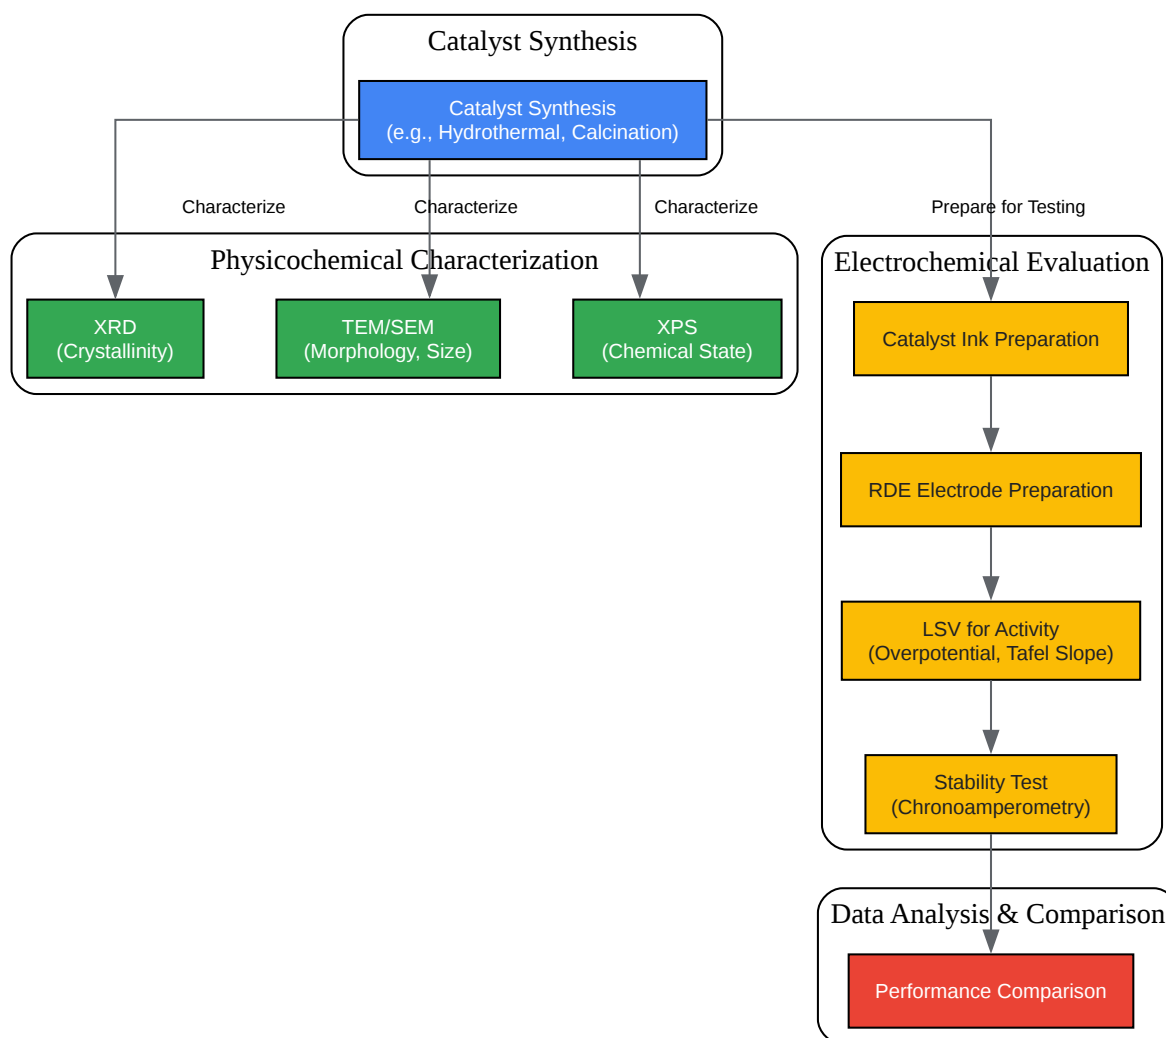 Catalyst Synthesis
Catalyst Synthesis
(e.g., Hydrothermal, Calcination)
Characterize
Characterize
Characterize
Prepare for Testing
Physicochemical Characterization
XRD
(Crystallinity)
TEM/SEM
(Morphology, Size)
XPS
(Chemical State)
Electrochemical Evaluation
Catalyst Ink Preparation
RDE Electrode Preparation
LSV for Activity
(Overpotential, Tafel Slope)
Stability Test
(Chronoamperometry)
Data Analysis & Comparison
Performance Comparison